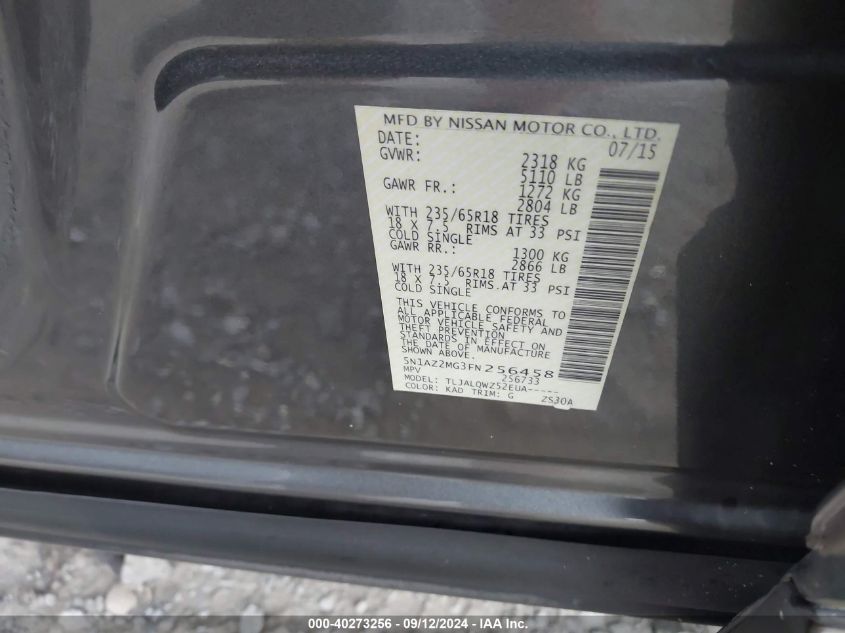 MFD BY NISSAN MOTOR CO., LTD.
DATE: 07/15
GVWR: 2318 KG
5110 LB
GAWR FR.: 1272 KG
2804 LB
WITH 235/65R18 TIRES
18 X 7.5 RIMS AT 33 PSI
COLD SINGLE
GAWR RR.: 1300 KG
2866 LB
WITH 235/65R18 TIRES
18 X 7.5 RIMS.AT 33 PSI
COLD SINGLE
THIS VEHICLE CONFORMS TO
ALL APPLICABLE FEDERAL
MOTOR VEHICLE SAFETY AND
THEFT PREVENTION
STANDARDS IN EFFECT ON
THE DATE OF MANUFACTURE
SHOWN ABOVE.
5N1AZ2MG3FN256458
MPV 256733
MODEL: TLJALQWZ52EUA-----
COLOR: KAD TRIM: G ZS30A
000-40273256 - 09/12/2024 - IAA Inc.